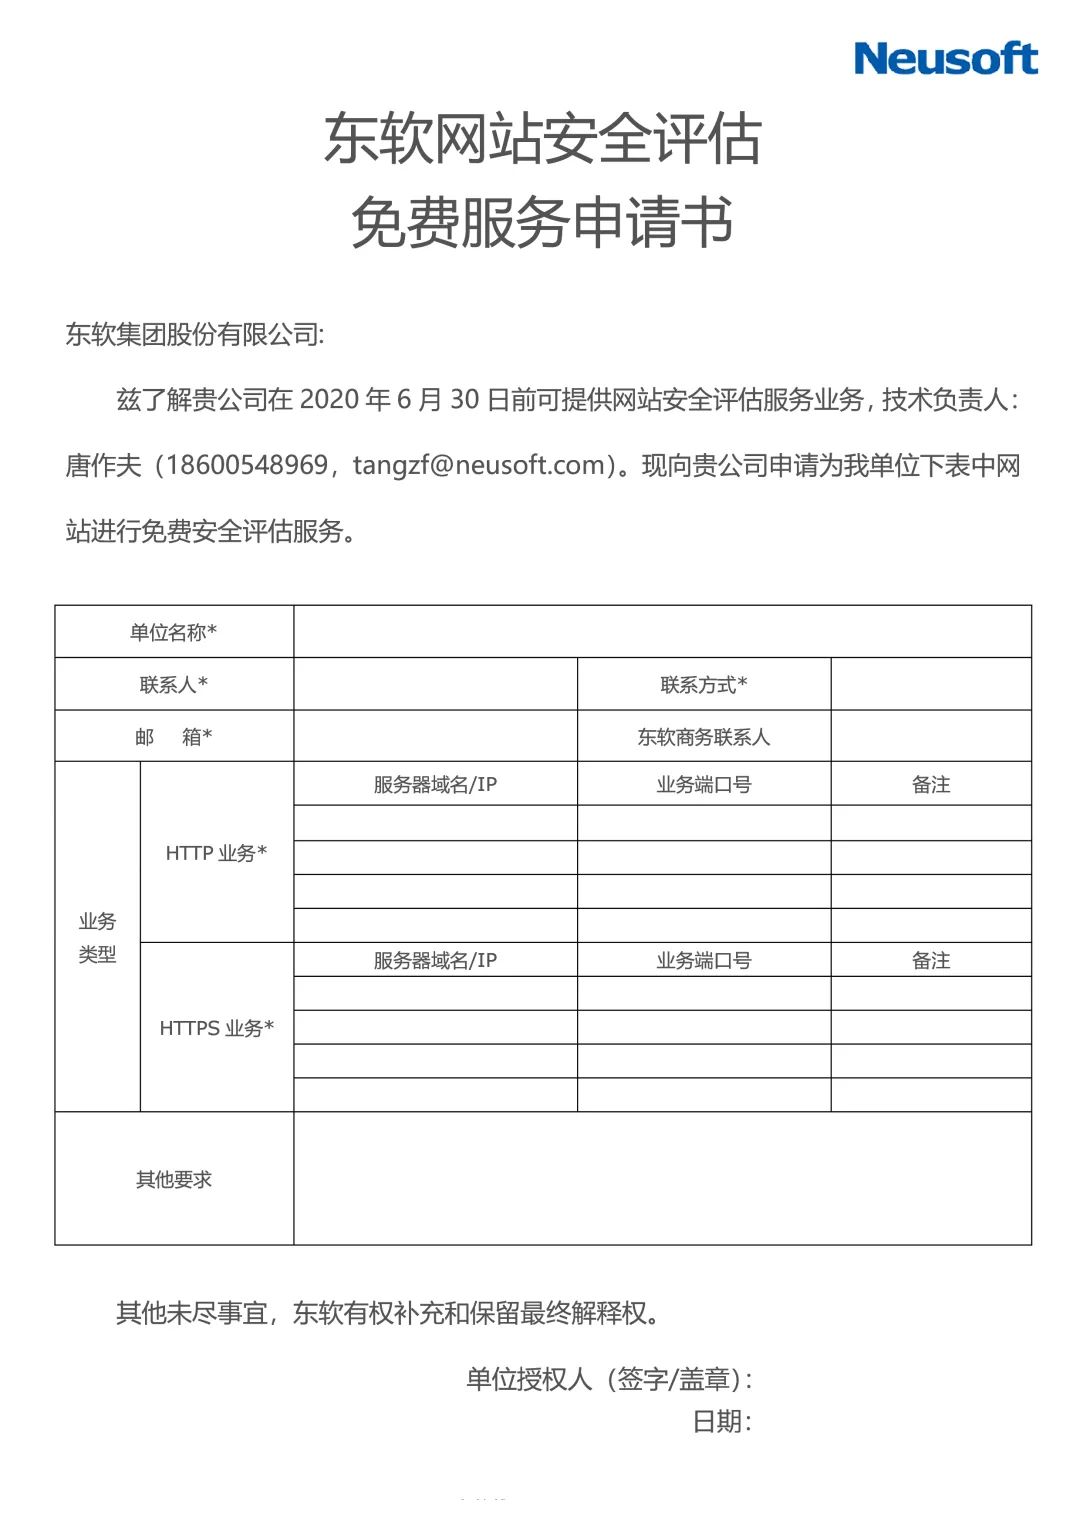 Neusoft
东软网站安全评估
免费服务申请书
东软集团股份有限公司:
兹了解贵公司在 2020 年 6 月 30 日前可提供网站安全评估服务业务，技术负责人：
唐作夫（18600548969，tangzf@neusoft.com）。现向贵公司申请为我单位下表中网
站进行免费安全评估服务。
单位名称*
联系人* 联系方式*
邮 箱* 东软商务联系人
服务器域名/IP 业务端口号 备注
HTTP 业务*
业务
类型
服务器域名/IP 业务端口号 备注
HTTPS 业务*
其他要求
其他未尽事宜，东软有权补充和保留最终解释权。
单位授权人（签字/盖章）：
日期：